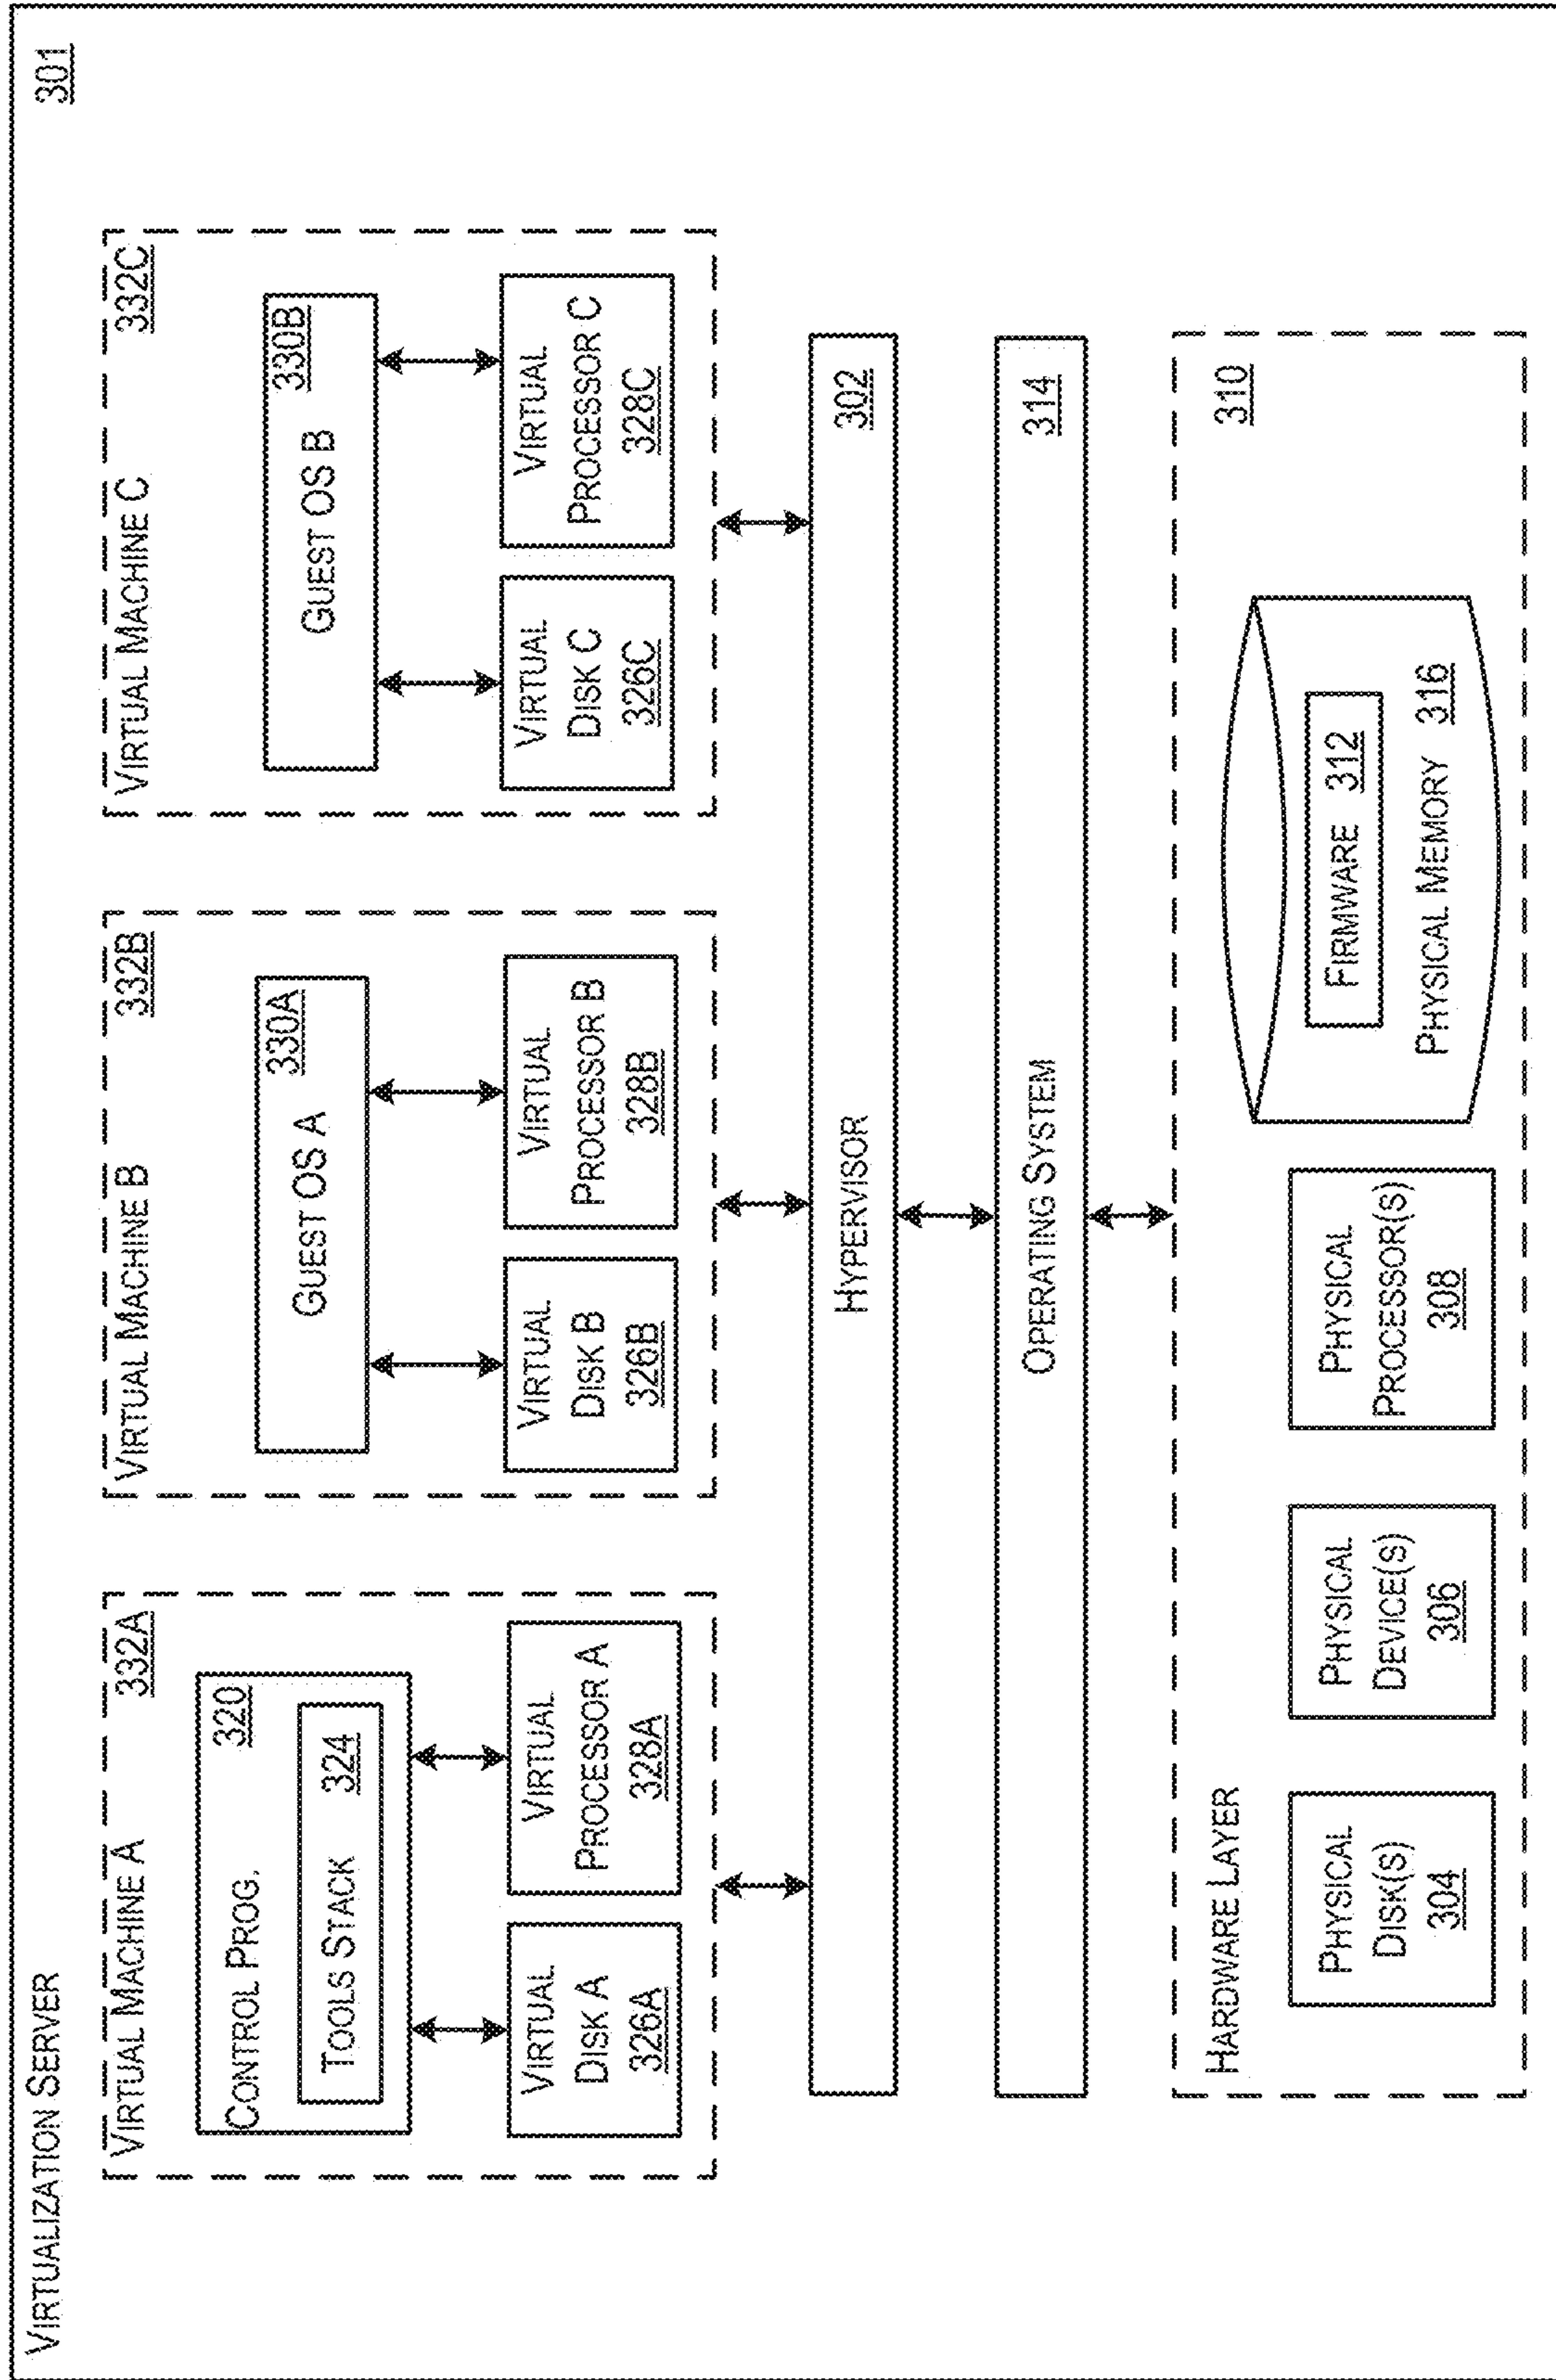 VIRTUALIZATION SERVER
301
VIRTUAL MACHINE A
332A
CONTROL PROG.
320
TOOLS STACK
324
VIRTUAL
DISK A
326A
VIRTUAL
PROCESSOR A
328A
VIRTUAL MACHINE B
332B
GUEST OS A
330A
VIRTUAL
DISK B
326B
VIRTUAL
PROCESSOR B
328B
VIRTUAL MACHINE C
332C
GUEST OS B
330B
VIRTUAL
DISK C
326C
VIRTUAL
PROCESSOR C
328C
HYPERVISOR
302
OPERATING SYSTEM
314
HARDWARE LAYER
310
PHYSICAL
DISK(S)
304
PHYSICAL
DEVICE(S)
306
PHYSICAL
PROCESSOR(S)
308
FIRMWARE 312
PHYSICAL MEMORY 316